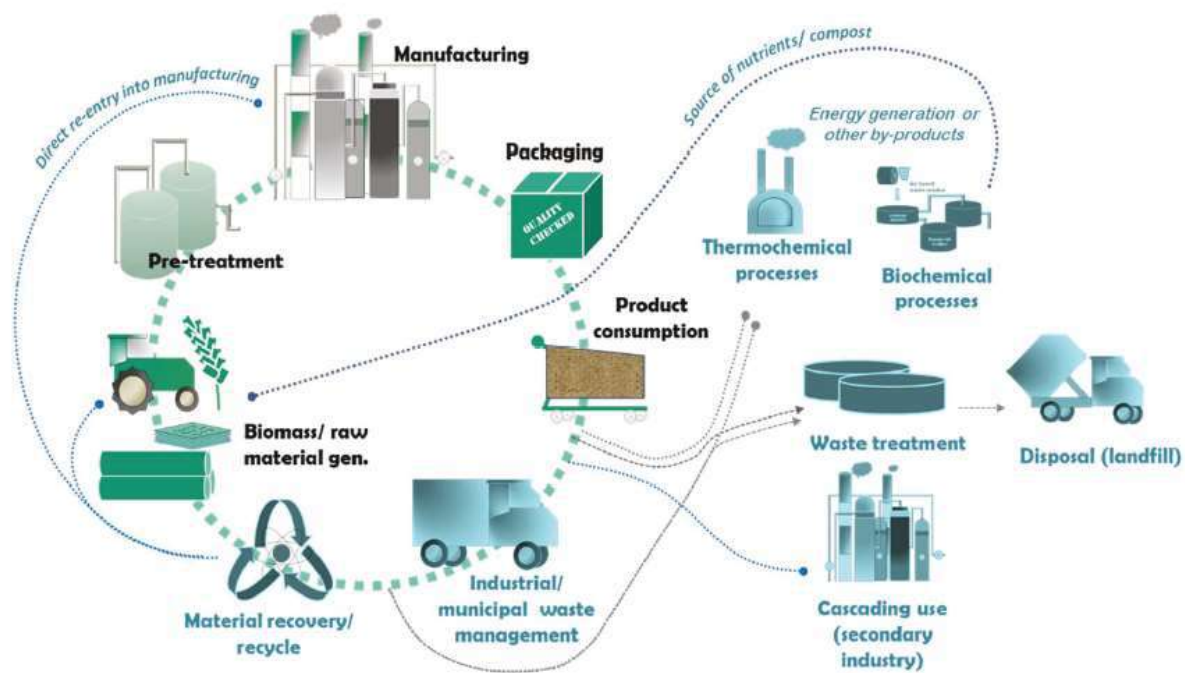 Manufacturing
Direct re-entry into manufacturing
Source of nutrients/ compost
Energy generation or
other by-products
Packaging
QUALITY
CHECKED
Pre-treatment
Thermochemical
processes
Biochemical
processes
Product
consumption
Biomass/ raw
material gen.
Waste treatment
Disposal (landfill)
Material recovery/
recycle
Industrial/
municipal waste
management
Cascading use
(secondary
industry)